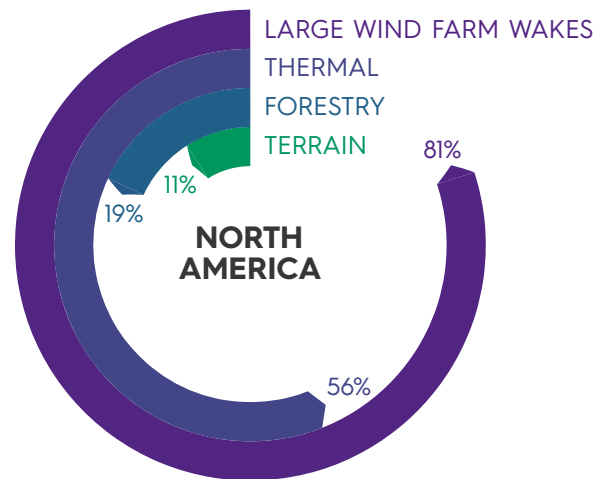 LARGE WIND FARM WAKES
THERMAL
FORESTRY
TERRAIN
81%
11%
19%
NORTH
AMERICA
56%